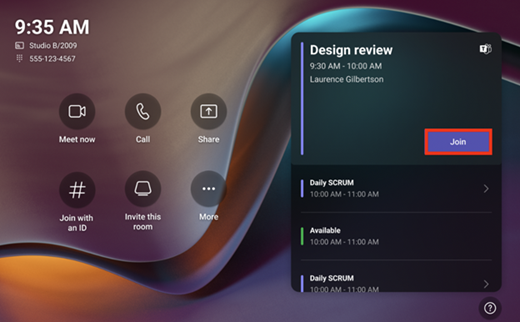 9:35 AM
Studio B/2009
555-123-4567
Meet now
Call
Share
Join with
an ID
Invite this
room
More
Design review
9:30 AM - 10:00 AM
Laurence Gilbertson
Join
Daily SCRUM
10:00 AM - 11:00 AM
Available
10:00 AM - 11:00 AM
Daily SCRUM
10:00 AM - 11:00 AM